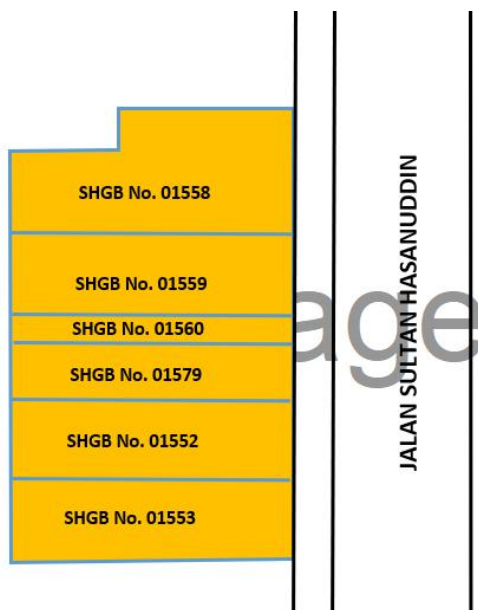 SHGB No. 01558
SHGB No. 01559
SHGB No. 01560
SHGB No. 01579
SHGB No. 01552
SHGB No. 01553
JALAN SULTAN HASANUDDIN
age